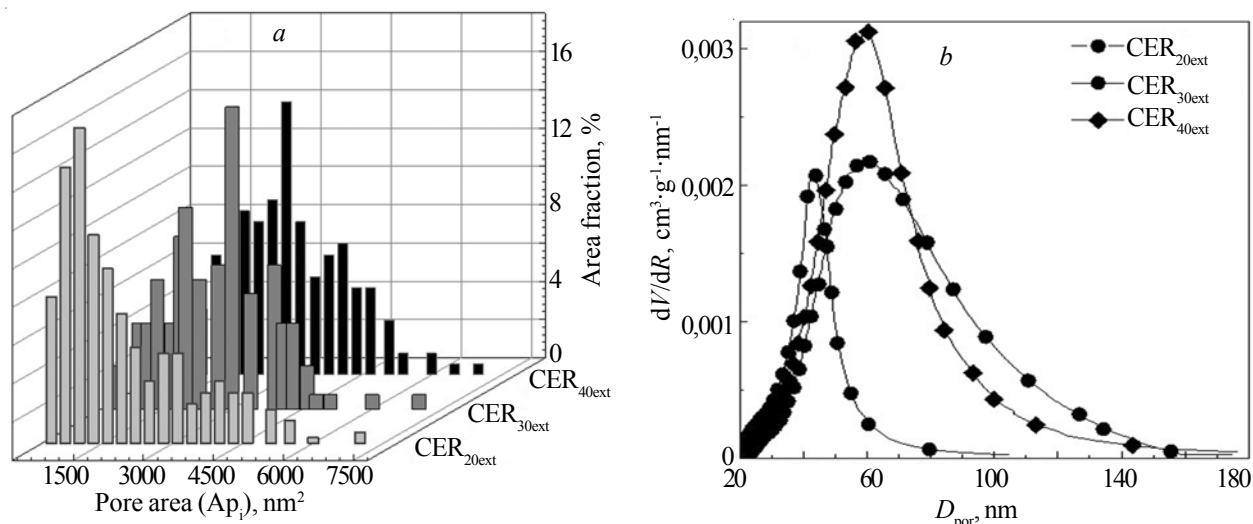 a
16
12
8
4
0
Area fraction, %
CER40ext
CER30ext
CER20ext
1500 3000 4500 6000 7500
Pore area (Ap_i), nm²
b
0,003
0,002
0,001
0
dV/dR, cm³·g⁻¹·nm⁻¹
CER20ext
CER30ext
CER40ext
20 60 100 140 180
D_por, nm